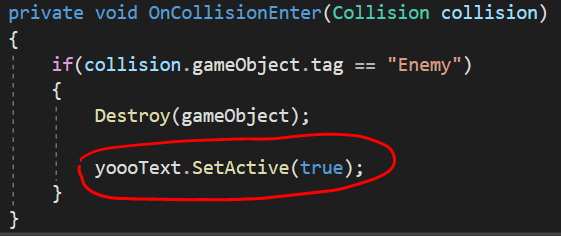 private void OnCollisionEnter(Collision collision)
{
if(collision.gameObject.tag == "Enemy")
{
Destroy(gameObject);
yoooText.SetActive(true);
}
}